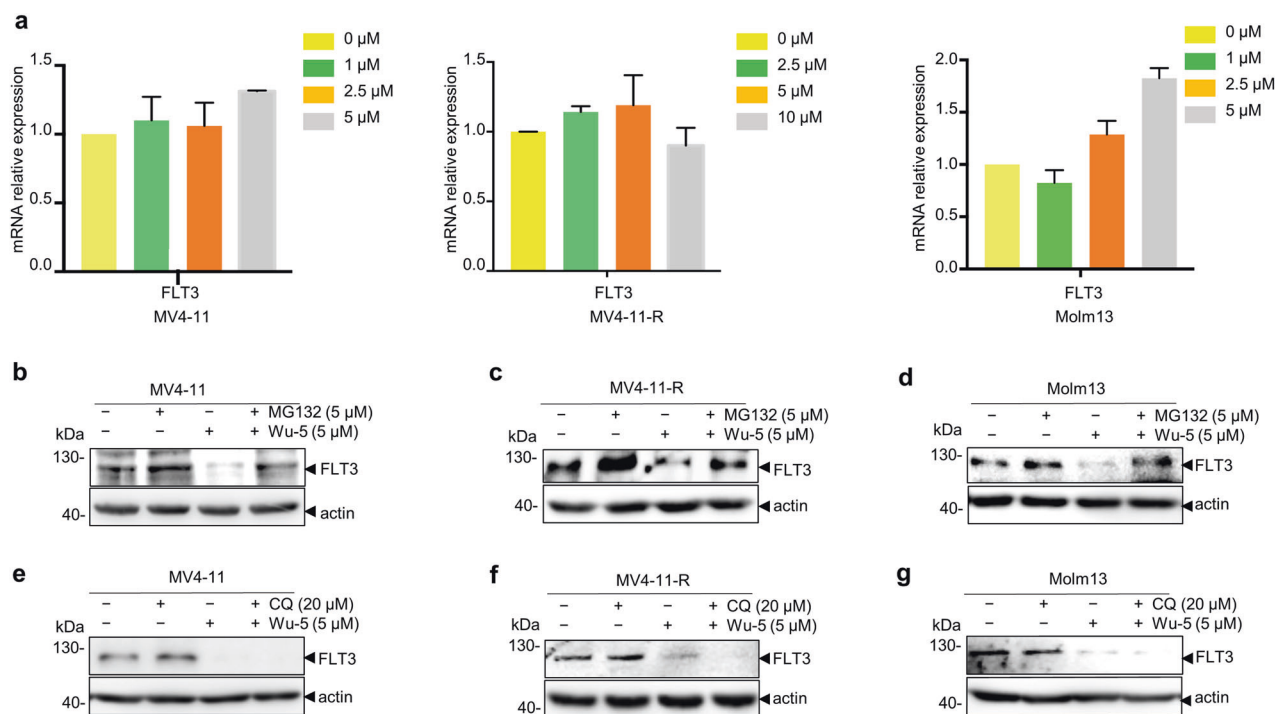 a
0 µM
1 µM
2.5 µM
5 µM
mRNA relative expression
1.5
1.0
0.5
0.0
FLT3
MV4-11
0 µM
2.5 µM
5 µM
10 µM
mRNA relative expression
1.5
1.0
0.5
0.0
FLT3
MV4-11-R
0 µM
1 µM
2.5 µM
5 µM
mRNA relative expression
2.0
1.5
1.0
0.5
0.0
FLT3
Molm13
b
MV4-11
– + – + MG132 (5 µM)
– – + + Wu-5 (5 µM)
kDa
130-
FLT3
40-
actin
c
MV4-11-R
– + – + MG132 (5 µM)
– – + + Wu-5 (5 µM)
kDa
130-
FLT3
40-
actin
d
Molm13
– + – + MG132 (5 µM)
– – + + Wu-5 (5 µM)
kDa
130-
FLT3
40-
actin
e
MV4-11
– + – + CQ (20 µM)
– – + + Wu-5 (5 µM)
kDa
130-
FLT3
40-
actin
f
MV4-11-R
– + – + CQ (20 µM)
– – + + Wu-5 (5 µM)
kDa
130-
FLT3
40-
actin
g
Molm13
– + – + CQ (20 µM)
– – + + Wu-5 (5 µM)
kDa
130-
FLT3
40-
actin